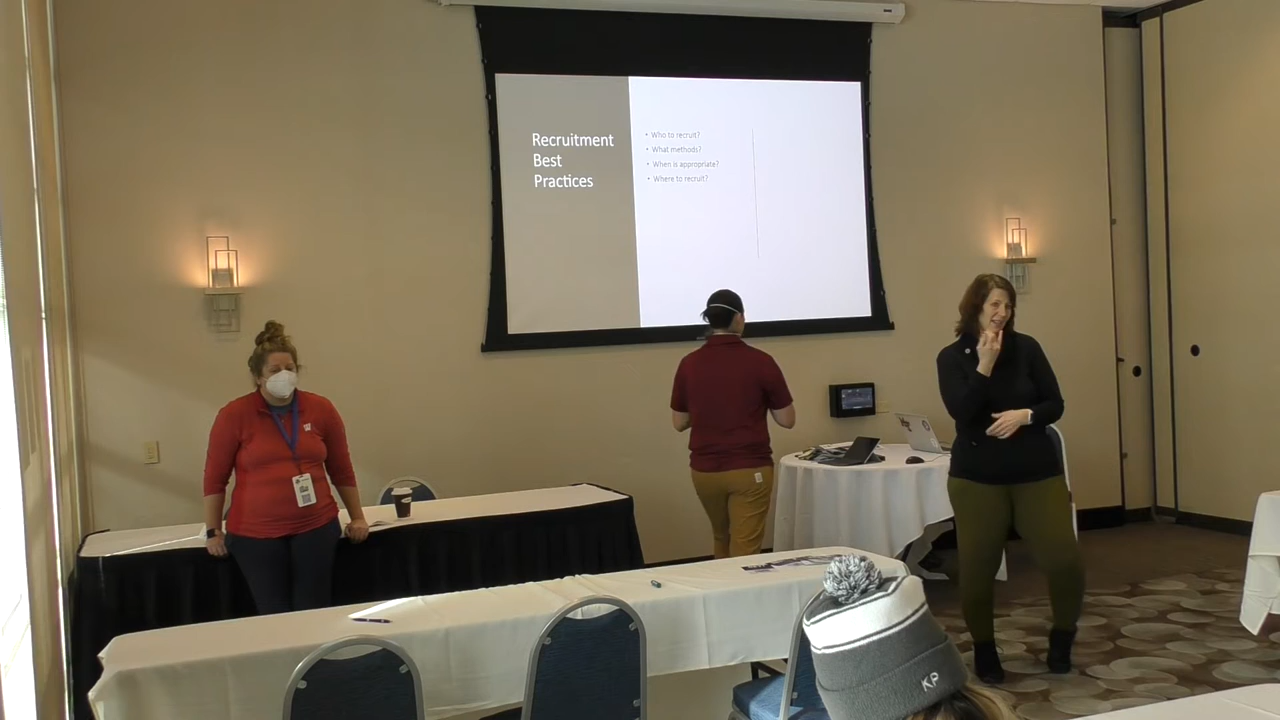 Recruitment
Best
Practices
• Who to recruit?
• What methods?
• When is appropriate?
• Where to recruit?
W
KP